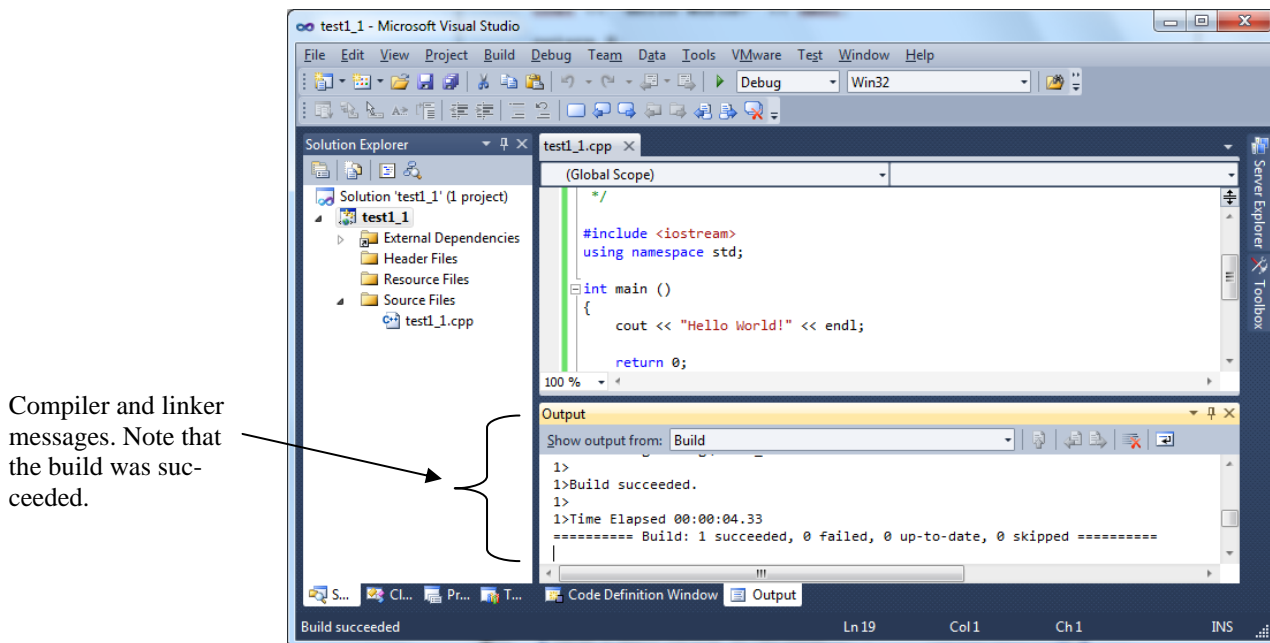 test1_1 - Microsoft Visual Studio
File Edit View Project Build Debug Team Data Tools VMware Test Window Help
Debug Win32
Solution Explorer
Solution 'test1_1' (1 project)
test1_1
External Dependencies
Header Files
Resource Files
Source Files
test1_1.cpp
test1_1.cpp
(Global Scope)
*/
#include <iostream>
using namespace std;
int main ()
{
cout << "Hello World!" << endl;
return 0;
100 %
Server Explorer
Toolbox
Compiler and linker
messages. Note that
the build was suc-
ceeded.
Output
Show output from: Build
1>
1>Build succeeded.
1>
1>Time Elapsed 00:00:04.33
========== Build: 1 succeeded, 0 failed, 0 up-to-date, 0 skipped ==========
S... Cl... Pr... T...
Code Definition Window Output
Build succeeded Ln 19 Col 1 Ch 1 INS